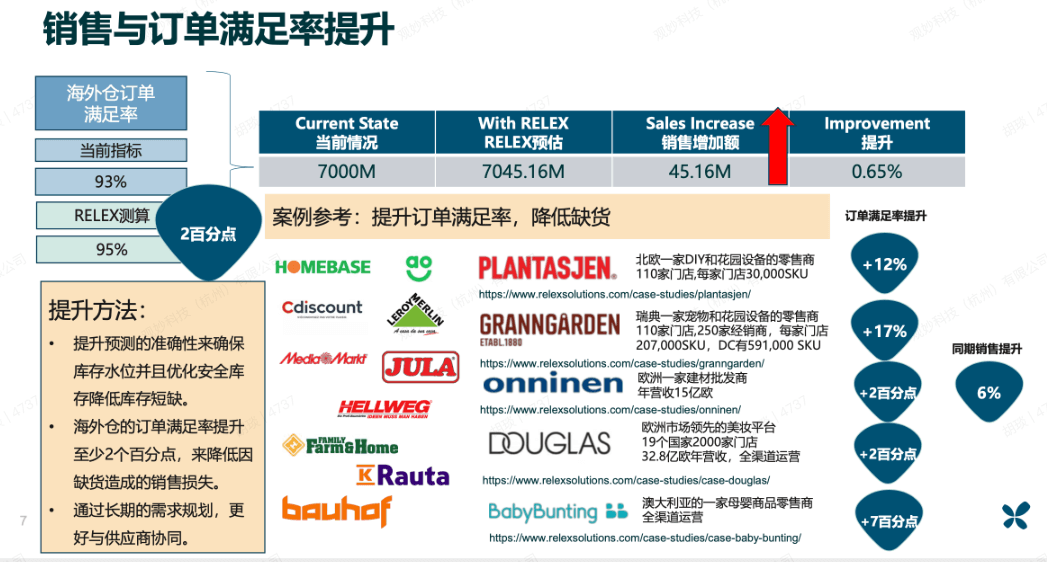 销售与订单满足率提升
海外仓订单
满足率
当前指标
93%
RELEX测算
95%
2百分点
Current State
当前情况
With RELEX
RELEX预估
Sales Increase
销售增加额
Improvement
提升
7000M
7045.16M
45.16M
0.65%
案例参考：提升订单满足率，降低缺货
订单满足率提升
提升方法：
• 提升预测的准确性来确保
库存水位并且优化安全库
存降低库存短缺。
• 海外仓的订单满足率提升
至少2个百分点，来降低因
缺货造成的销售损失。
• 通过长期的需求规划，更
好与供应商协同。
HOMEBASE
ao
Cdiscount
LEROY MERLIN
Media Markt
JULA
HELLWEG
FAMILY
Farm&Home
K Rauta
bauhof
PLANTASJEN
北欧一家DIY和花园设备的零售商
110家门店,每家门店30,000SKU
https://www.relexsolutions.com/case-studies/plantasjen/
+12%
GRANNGÅRDEN
ETABL.1880
瑞典一家宠物和花园设备的零售商
110家门店,250家经销商，每家门店
207,000SKU，DC有591,000 SKU
https://www.relexsolutions.com/case-studies/granngarden/
+17%
onninen
欧洲一家建材批发商
年营收15亿欧
https://www.relexsolutions.com/case-studies/onninen/
+2百分点
同期销售提升
6%
DOUGLAS
欧洲市场领先的美妆平台
19个国家2000家门店
32.8亿欧年营收，全渠道运营
https://www.relexsolutions.com/case-studies/case-douglas/
+2百分点
BabyBunting
澳大利亚的一家母婴商品零售商
全渠道运营
https://www.relexsolutions.com/case-studies/case-baby-bunting/
+7百分点
7